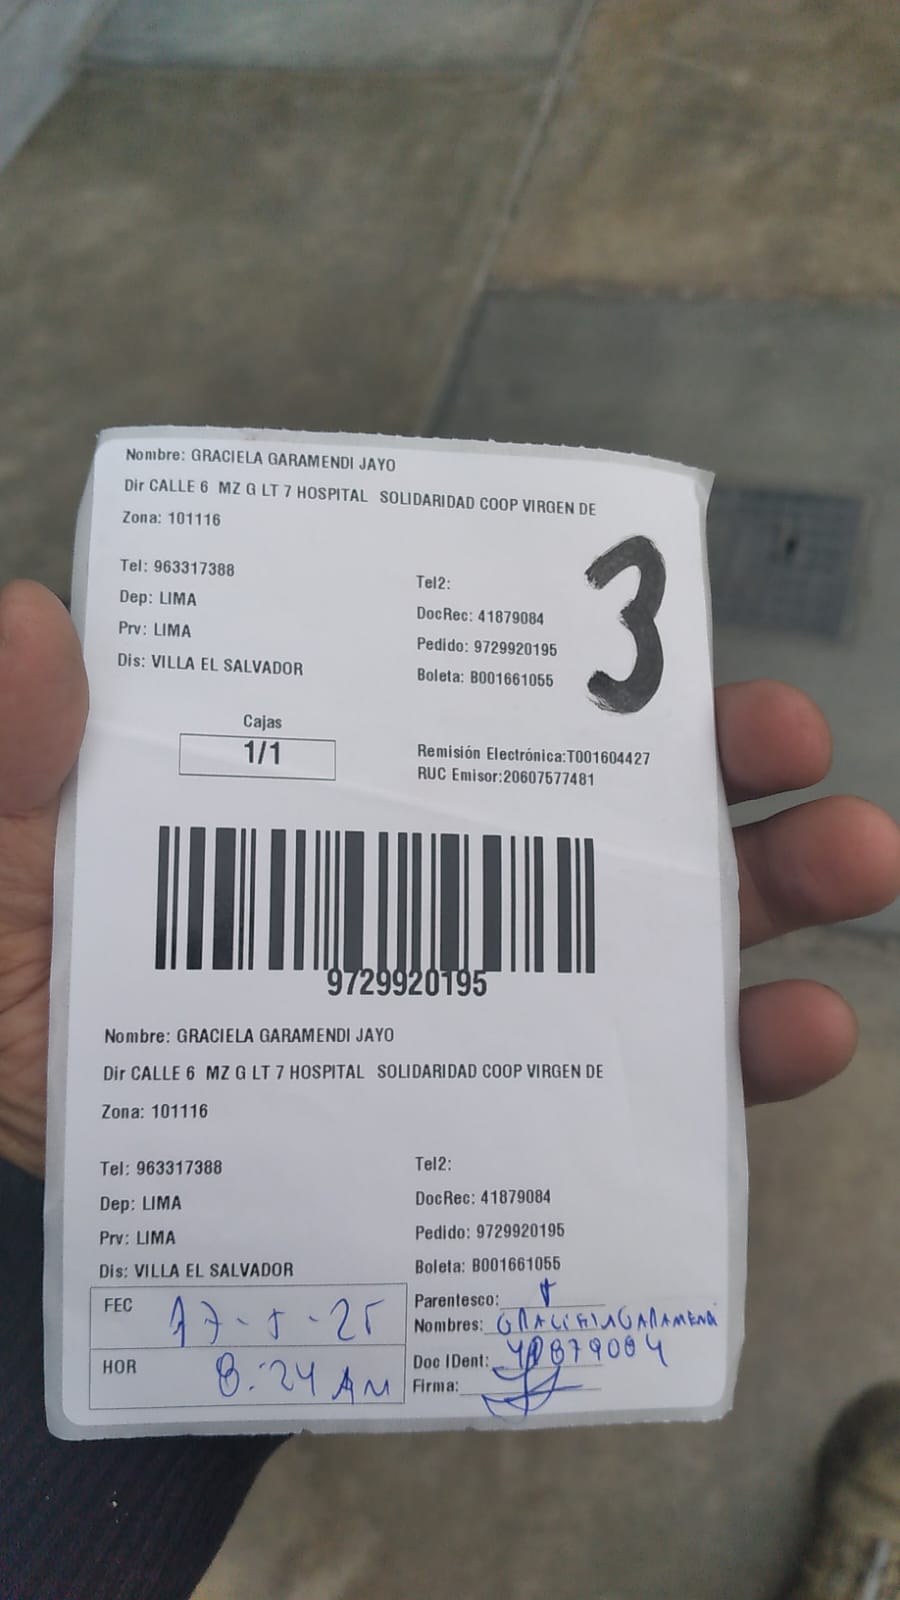 Nombre: GRACIELA GARAMENDI JAYO
Dir CALLE 6 MZ G LT 7 HOSPITAL SOLIDARIDAD COOP VIRGEN DE
Zona: 101116
3
Tel: 963317388
Tel2:
Dep: LIMA
DocRec: 41879084
Prv: LIMA
Pedido: 9729920195
Dis: VILLA EL SALVADOR
Boleta: B001661055
Cajas
1/1
Remisión Electrónica:T001604427
RUC Emisor:20607577481
9729920195
Nombre: GRACIELA GARAMENDI JAYO
Dir CALLE 6 MZ G LT 7 HOSPITAL SOLIDARIDAD COOP VIRGEN DE
Zona: 101116
Tel: 963317388
Tel2:
Dep: LIMA
DocRec: 41879084
Prv: LIMA
Pedido: 9729920195
Dis: VILLA EL SALVADOR
Boleta: B001661055
FEC 17-5-25
Parentesco:
Nombres:
HOR 8:24 AM
Doc IDent:
Firma: